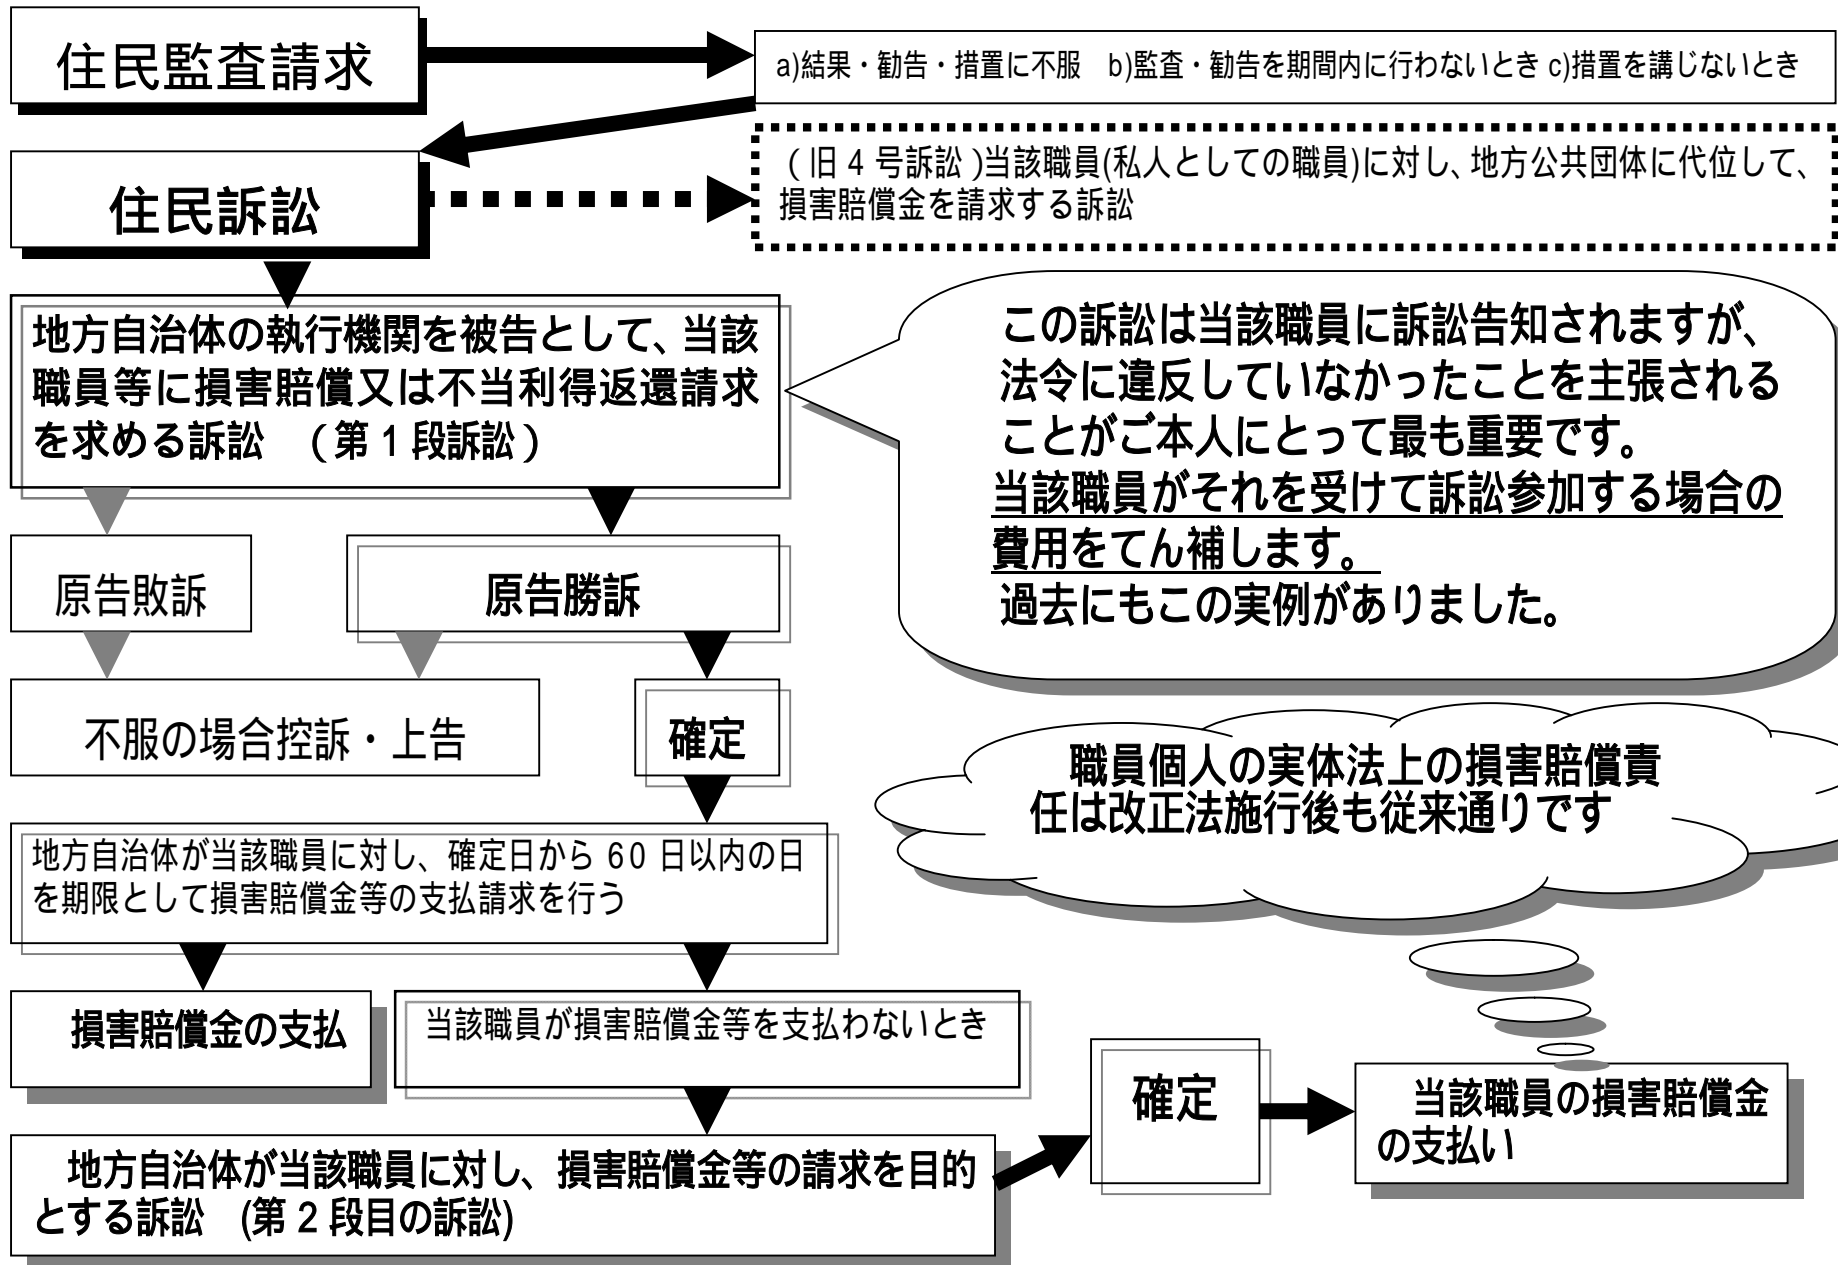 住民監査請求
a)結果・勧告・措置に不服　b)監査・勧告を期間内に行わないとき c)措置を講じないとき
住民訴訟
（旧４号訴訟）当該職員(私人としての職員)に対し、地方公共団体に代位して、
損害賠償金を請求する訴訟
地方自治体の執行機関を被告として、当該
職員等に損害賠償又は不当利得返還請求
を求める訴訟　（第１段訴訟）
この訴訟は当該職員に訴訟告知されますが、
法令に違反していなかったことを主張される
ことがご本人にとって最も重要です。
当該職員がそれを受けて訴訟参加する場合の
費用をてん補します。
過去にもこの実例がありました。
原告敗訴
原告勝訴
不服の場合控訴・上告
確定
職員個人の実体法上の損害賠償責
任は改正法施行後も従来通りです
地方自治体が当該職員に対し、確定日から 60 日以内の日
を期限として損害賠償金等の支払請求を行う
損害賠償金の支払
当該職員が損害賠償金等を支払わないとき
地方自治体が当該職員に対し、損害賠償金等の請求を目的
とする訴訟　(第２段目の訴訟)
確定
当該職員の損害賠償金
の支払い